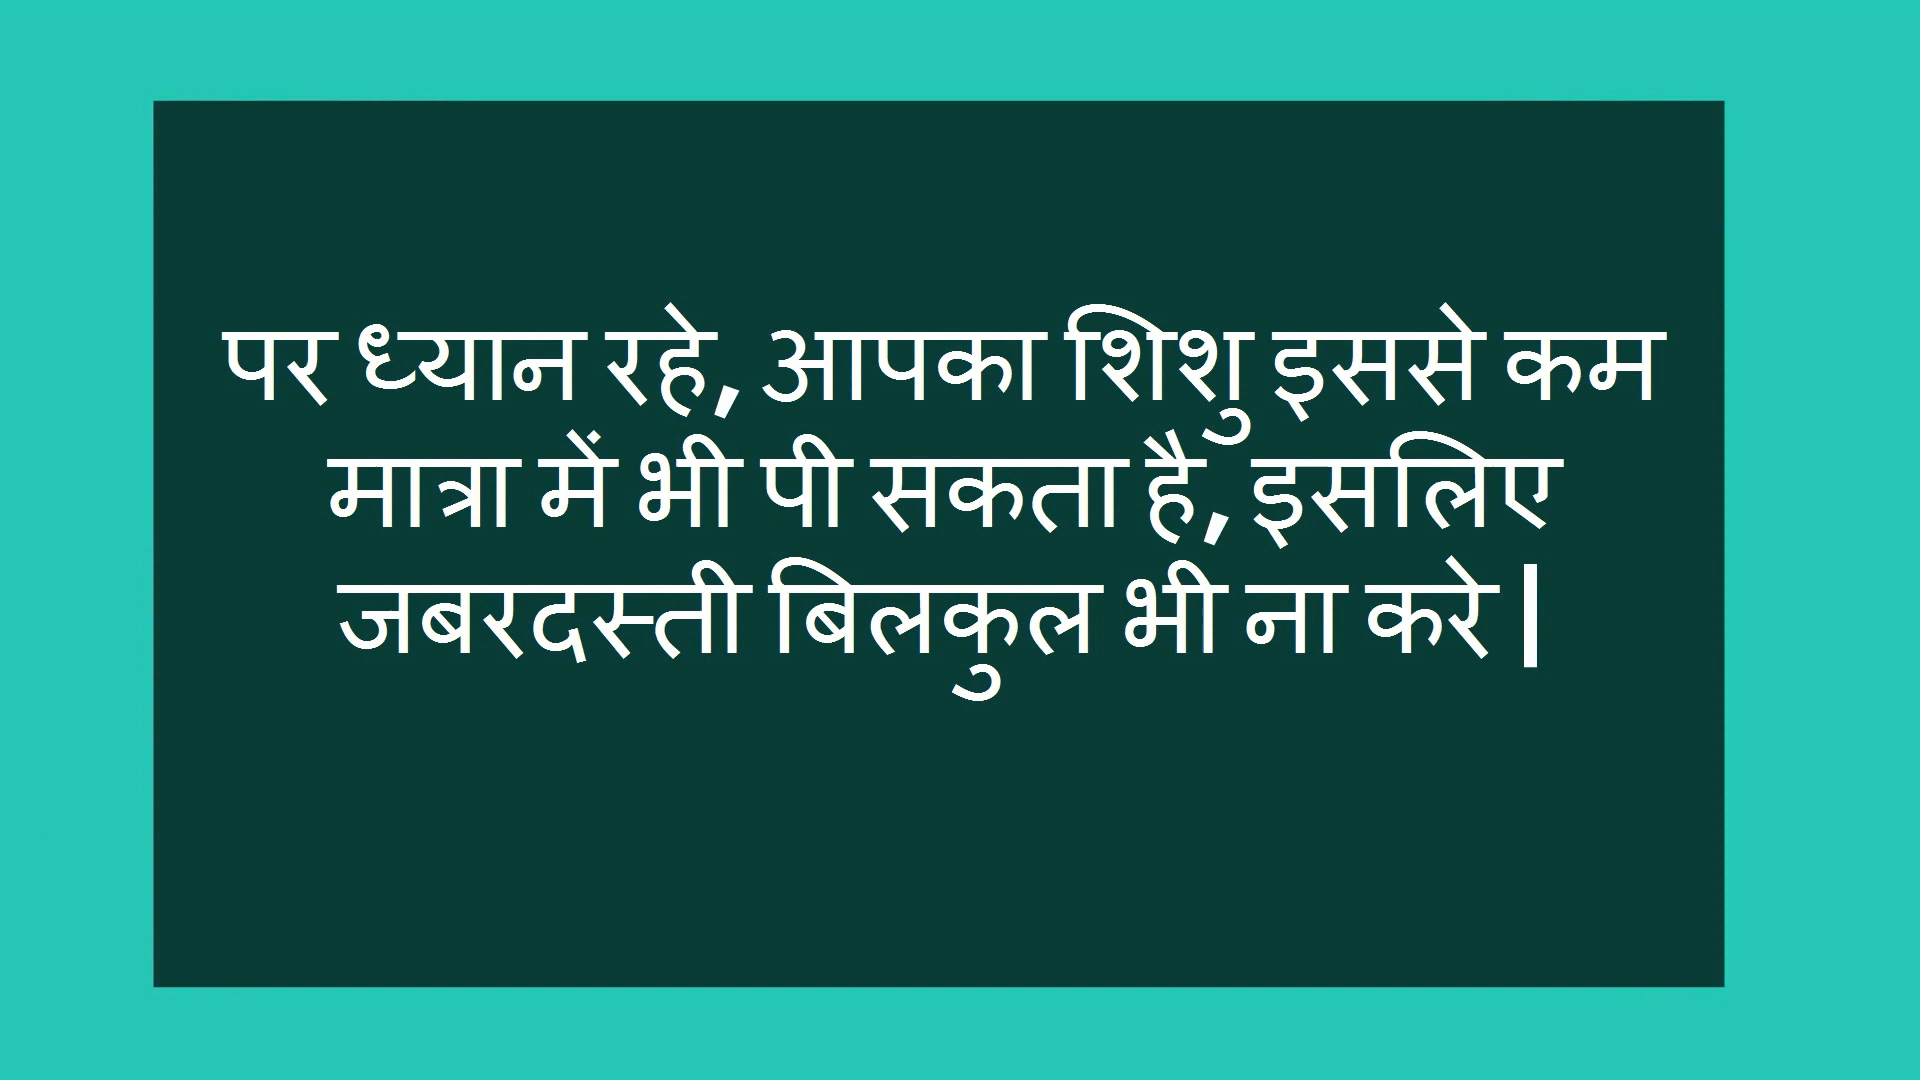 पर ध्यान रहे, आपका शिशु इससे कम
मात्रा में भी पी सकता है, इसलिए
जबरदस्ती बिलकुल भी ना करे |